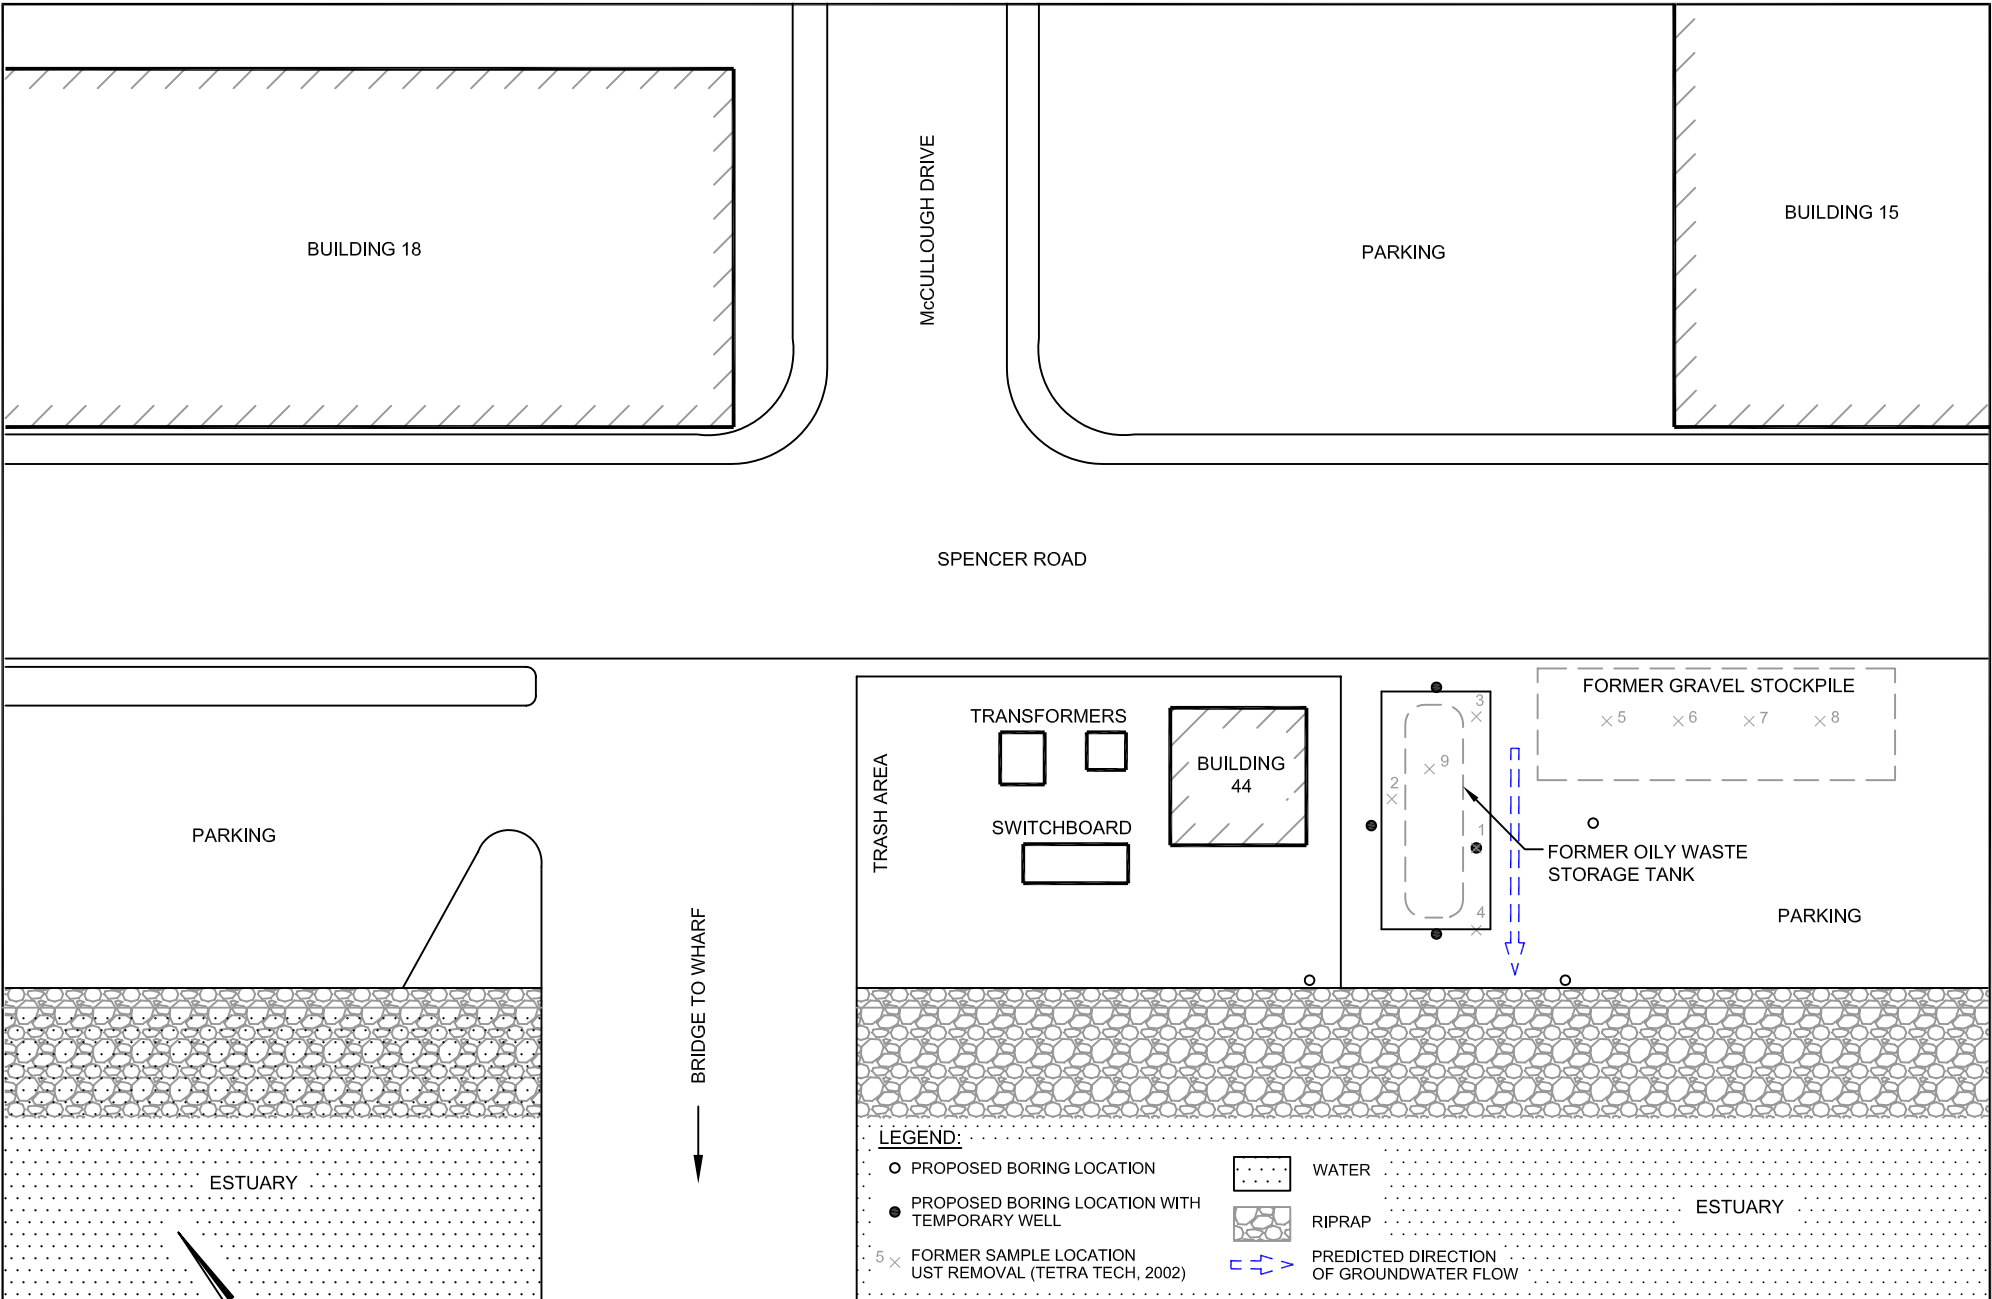 BUILDING 18
McCULLOUGH DRIVE
PARKING
BUILDING 15
SPENCER ROAD
PARKING
BRIDGE TO WHARF
TRASH AREA
TRANSFORMERS
SWITCHBOARD
BUILDING
44
3
9
2
1
4
FORMER GRAVEL STOCKPILE
5
6
7
8
FORMER OILY WASTE
STORAGE TANK
PARKING
ESTUARY
LEGEND:
PROPOSED BORING LOCATION
PROPOSED BORING LOCATION WITH
TEMPORARY WELL
5
FORMER SAMPLE LOCATION
UST REMOVAL (TETRA TECH, 2002)
WATER
RIPRAP
PREDICTED DIRECTION
OF GROUNDWATER FLOW
ESTUARY